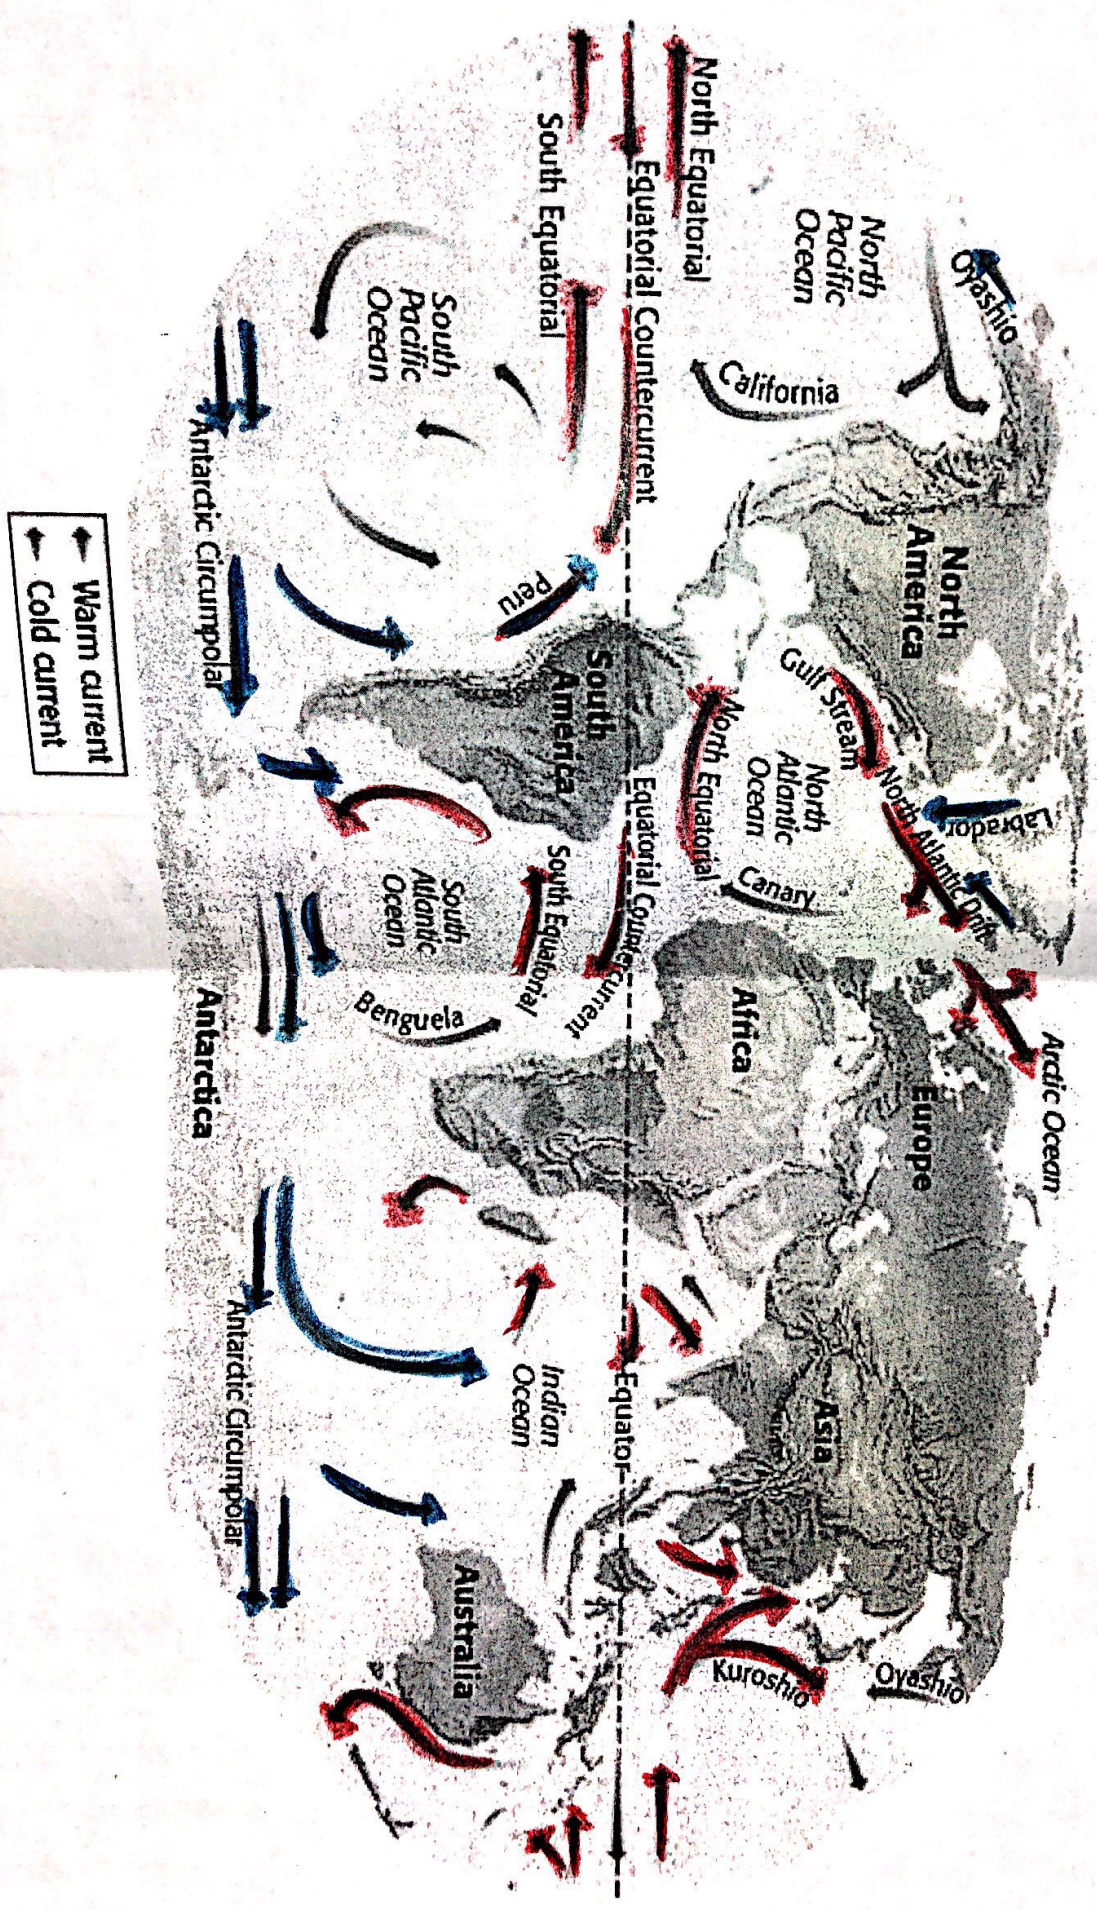 Arctic Ocean
Labrador
Oyashio
North Atlantic Drift
North
America
Europe
Oyashio
Gulf Stream
North
Pacific
Ocean
California
North
Atlantic
Ocean
Canary
Asia
Kuroshio
North Equatorial
North Equatorial
Africa
Equatorial Countercurrent
Equatorial Countercurrent
Equator
South Equatorial
South
America
South Equatorial
Peru
Indian
Ocean
South
Pacific
Ocean
South
Atlantic
Ocean
Benguela
Australia
Antarctic Circumpolar
Antarctica
Antarctic Circumpolar
Warm current
Cold current